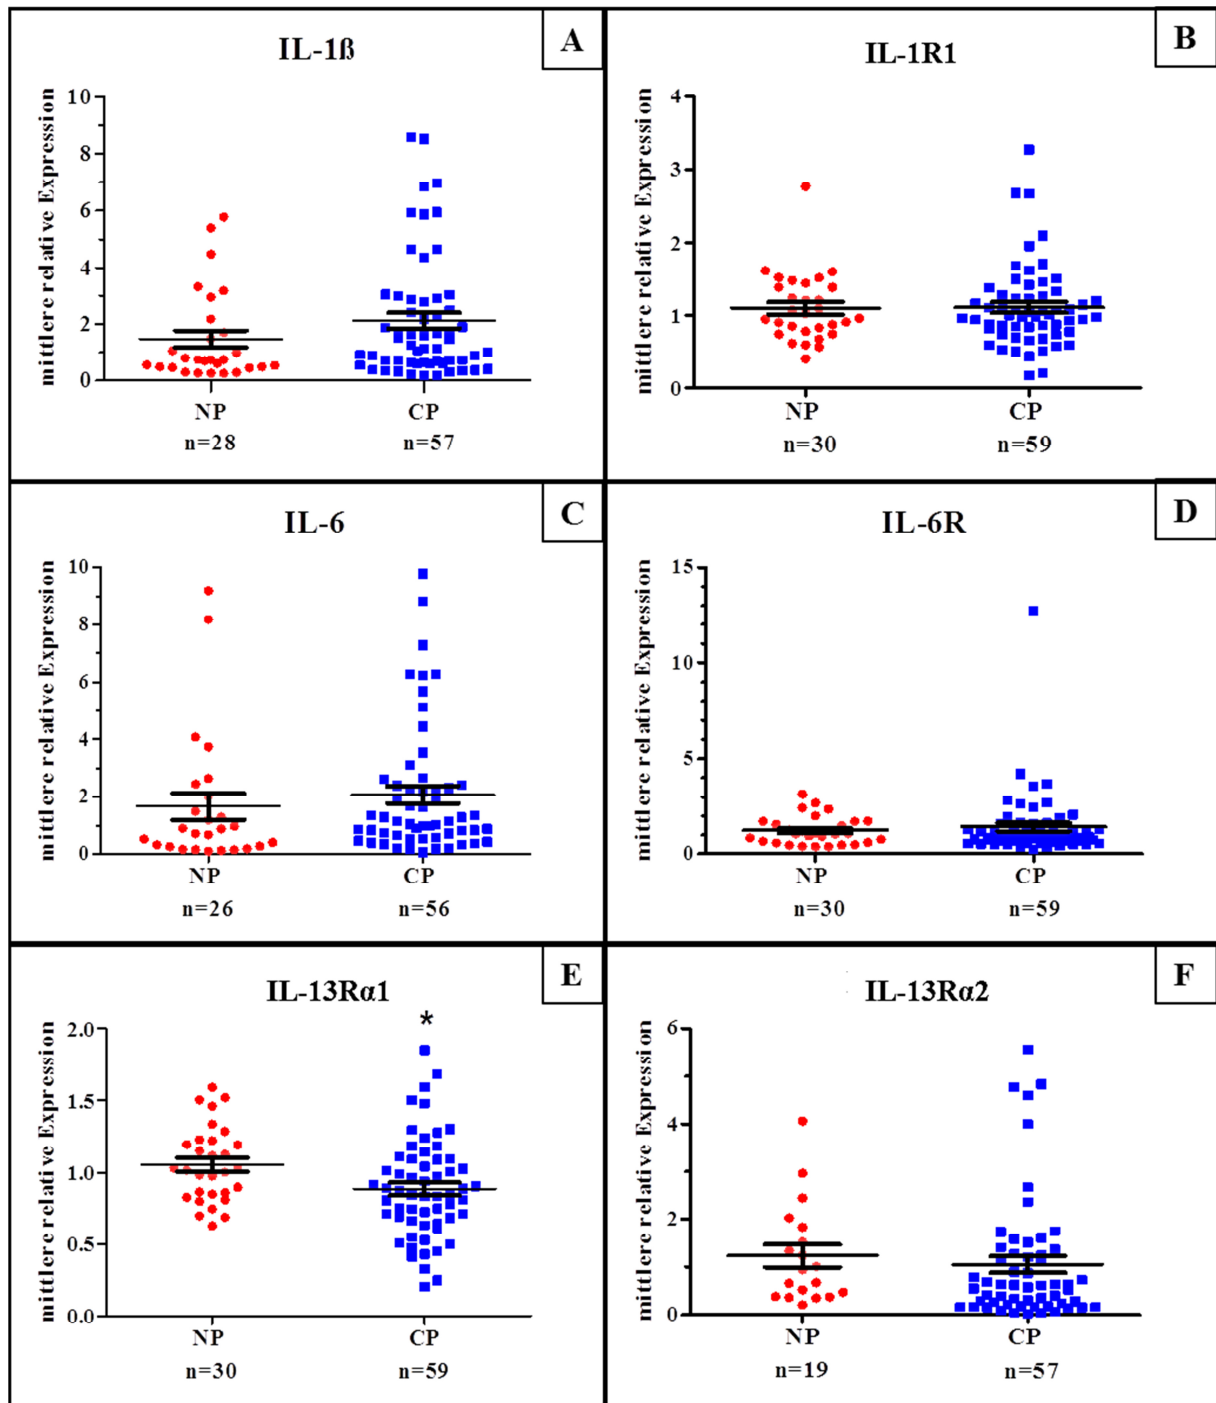 IL-1ß
A
mittlere relative Expression
10
8
6
4
2
0
NP
CP
n=28
n=57
IL-1R1
B
mittlere relative Expression
4
3
2
1
0
NP
CP
n=30
n=59
IL-6
C
mittlere relative Expression
10
8
6
4
2
0
NP
CP
n=26
n=56
IL-6R
D
mittlere relative Expression
15
10
5
0
NP
CP
n=30
n=59
IL-13Rα1
E
*
mittlere relative Expression
2.0
1.5
1.0
0.5
0.0
NP
CP
n=30
n=59
IL-13Rα2
F
mittlere relative Expression
6
4
2
0
NP
CP
n=19
n=57